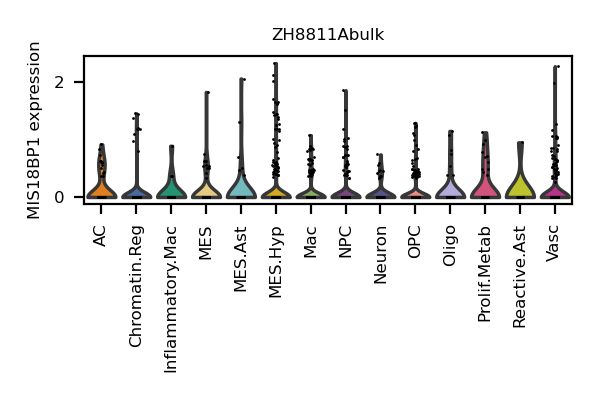 ZH8811Abulk
MIS18BP1 expression
2
0
AC
Chromatin.Reg
Inflammatory.Mac
MES
MES.Ast
MES.Hyp
Mac
NPC
Neuron
OPC
Oligo
Prolif.Metab
Reactive.Ast
Vasc